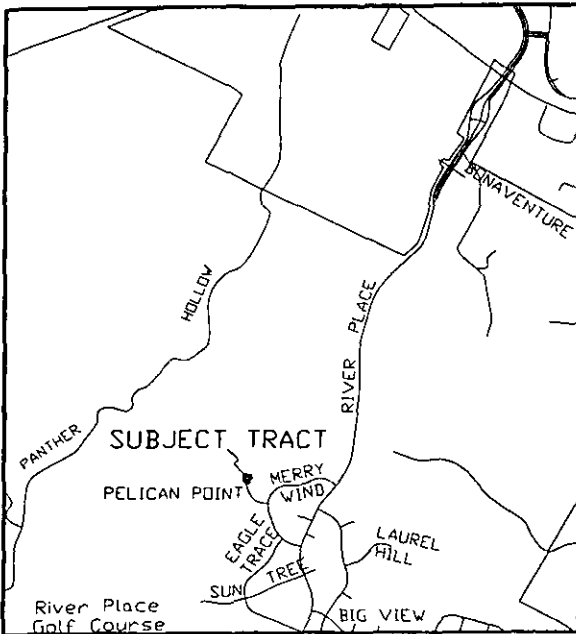 BONAVENTURE
HOLLOW
RIVER PLACE
PANTHER
SUBJECT TRACT
PELICAN POINT
MERRY
WIND
EAGLE
TRACE
LAUREL
HILL
SUN TREE
River Place
Golf Course
BIG VIEW